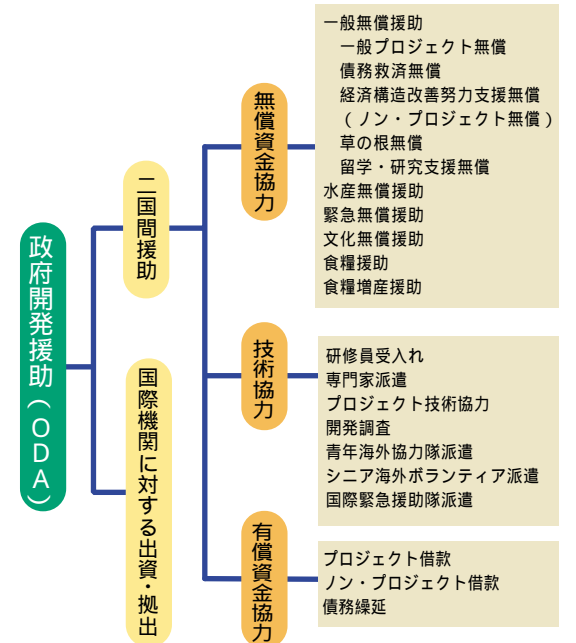 政府開発援助（ODA）
二国間援助
国際機関に対する出資・拠出
無償資金協力
一般無償援助
一般プロジェクト無償
債務救済無償
経済構造改善努力支援無償
（ノン・プロジェクト無償）
草の根無償
留学・研究支援無償
水産無償援助
緊急無償援助
文化無償援助
食糧援助
食糧増産援助
技術協力
研修員受入れ
専門家派遣
プロジェクト技術協力
開発調査
青年海外協力隊派遣
シニア海外ボランティア派遣
国際緊急援助隊派遣
有償資金協力
プロジェクト借款
ノン・プロジェクト借款
債務繰延